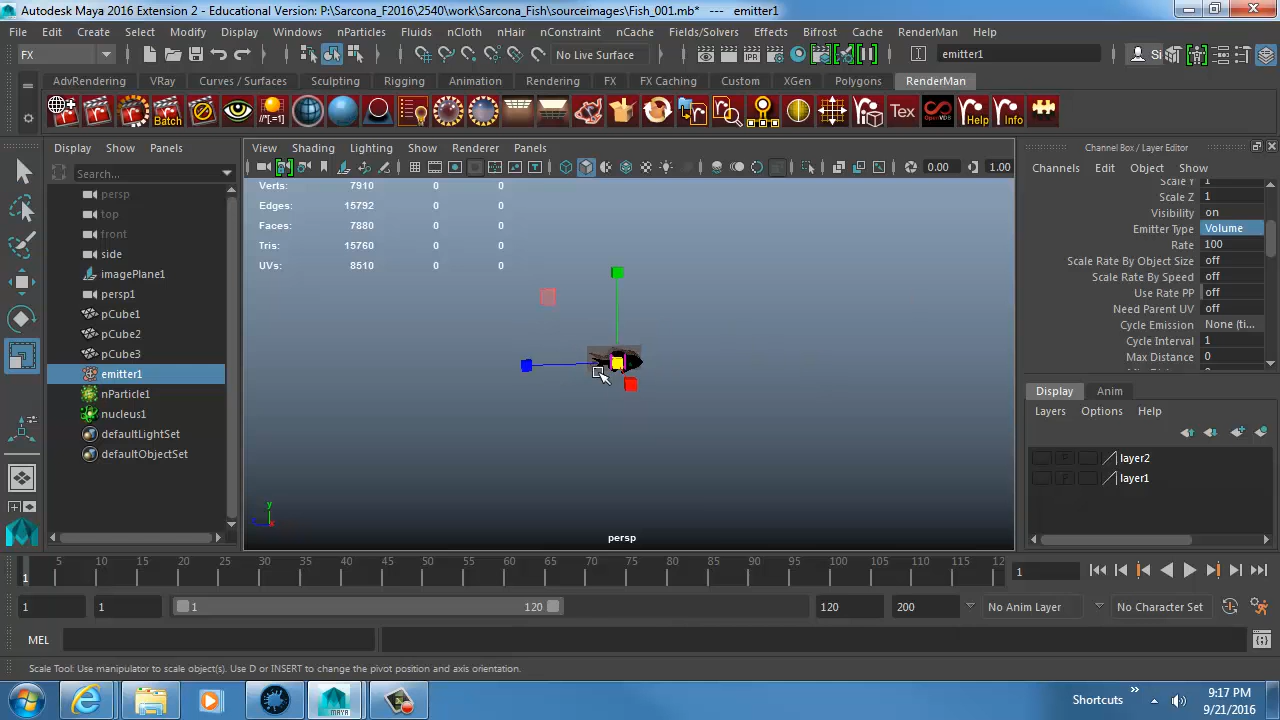 Autodesk Maya 2016 Extension 2 - Educational Version: P:\Sarcona_F2016\2540\work\Sarcona_Fish\sourceimages\Fish_001.mb* --- emitter1
File Edit Create Select Modify Display Windows nParticles Fluids nCloth nHair nConstraint nCache Fields/Solvers Effects Bifrost Cache RenderMan Help
FX No Live Surface IPR emitter1 Si
AdvRendering VRay Curves / Surfaces Sculpting Rigging Animation Rendering FX FX Caching Custom XGen Polygons RenderMan
Batch //*[.=!] Tex OpenVDB Help Info
Display Show Panels View Shading Lighting Show Renderer Panels Channel Box / Layer Editor
Search... 0.00 1.00 Channels Edit Object Show
persp
top
front
side
imagePlane1
persp1
pCube1
pCube2
pCube3
emitter1
nParticle1
nucleus1
defaultLightSet
defaultObjectSet
Verts: 7910 0 0
Edges: 15792 0 0
Faces: 7880 0 0
Tris: 15760 0 0
UVs: 8510 0 0
y
persp
Scale Y 1
Scale Z 1
Visibility on
Emitter Type Volume
Rate 100
Scale Rate By Object Size off
Scale Rate By Speed off
Use Rate PP off
Need Parent UV off
Cycle Emission None (ti...
Cycle Interval 1
Max Distance 0
Display Anim
Layers Options Help
P layer2
P layer1
5 10 15 20 25 30 35 40 45 50 55 60 65 70 75 80 85 90 95 100 105 110 115 12
1 1
1 1 1 120 120 200 No Anim Layer No Character Set
MEL
Scale Tool: Use manipulator to scale object(s). Use D or INSERT to change the pivot position and axis orientation.
MAYA Shortcuts » 9:17 PM
9/21/2016